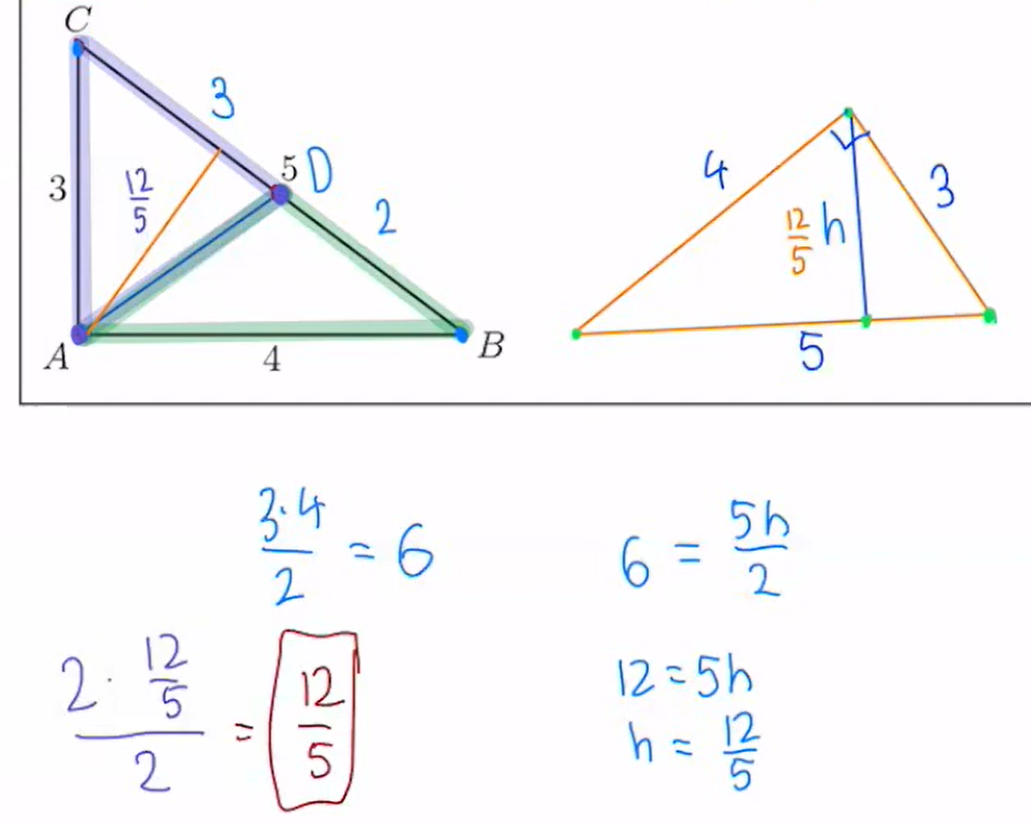 C
3
5 D
3
12/5
2
A
4
B
4
3
12/5 h
5
3·4/2 = 6
6 = 5h/2
2·12/5/2 = 12/5
12 = 5h
h = 12/5